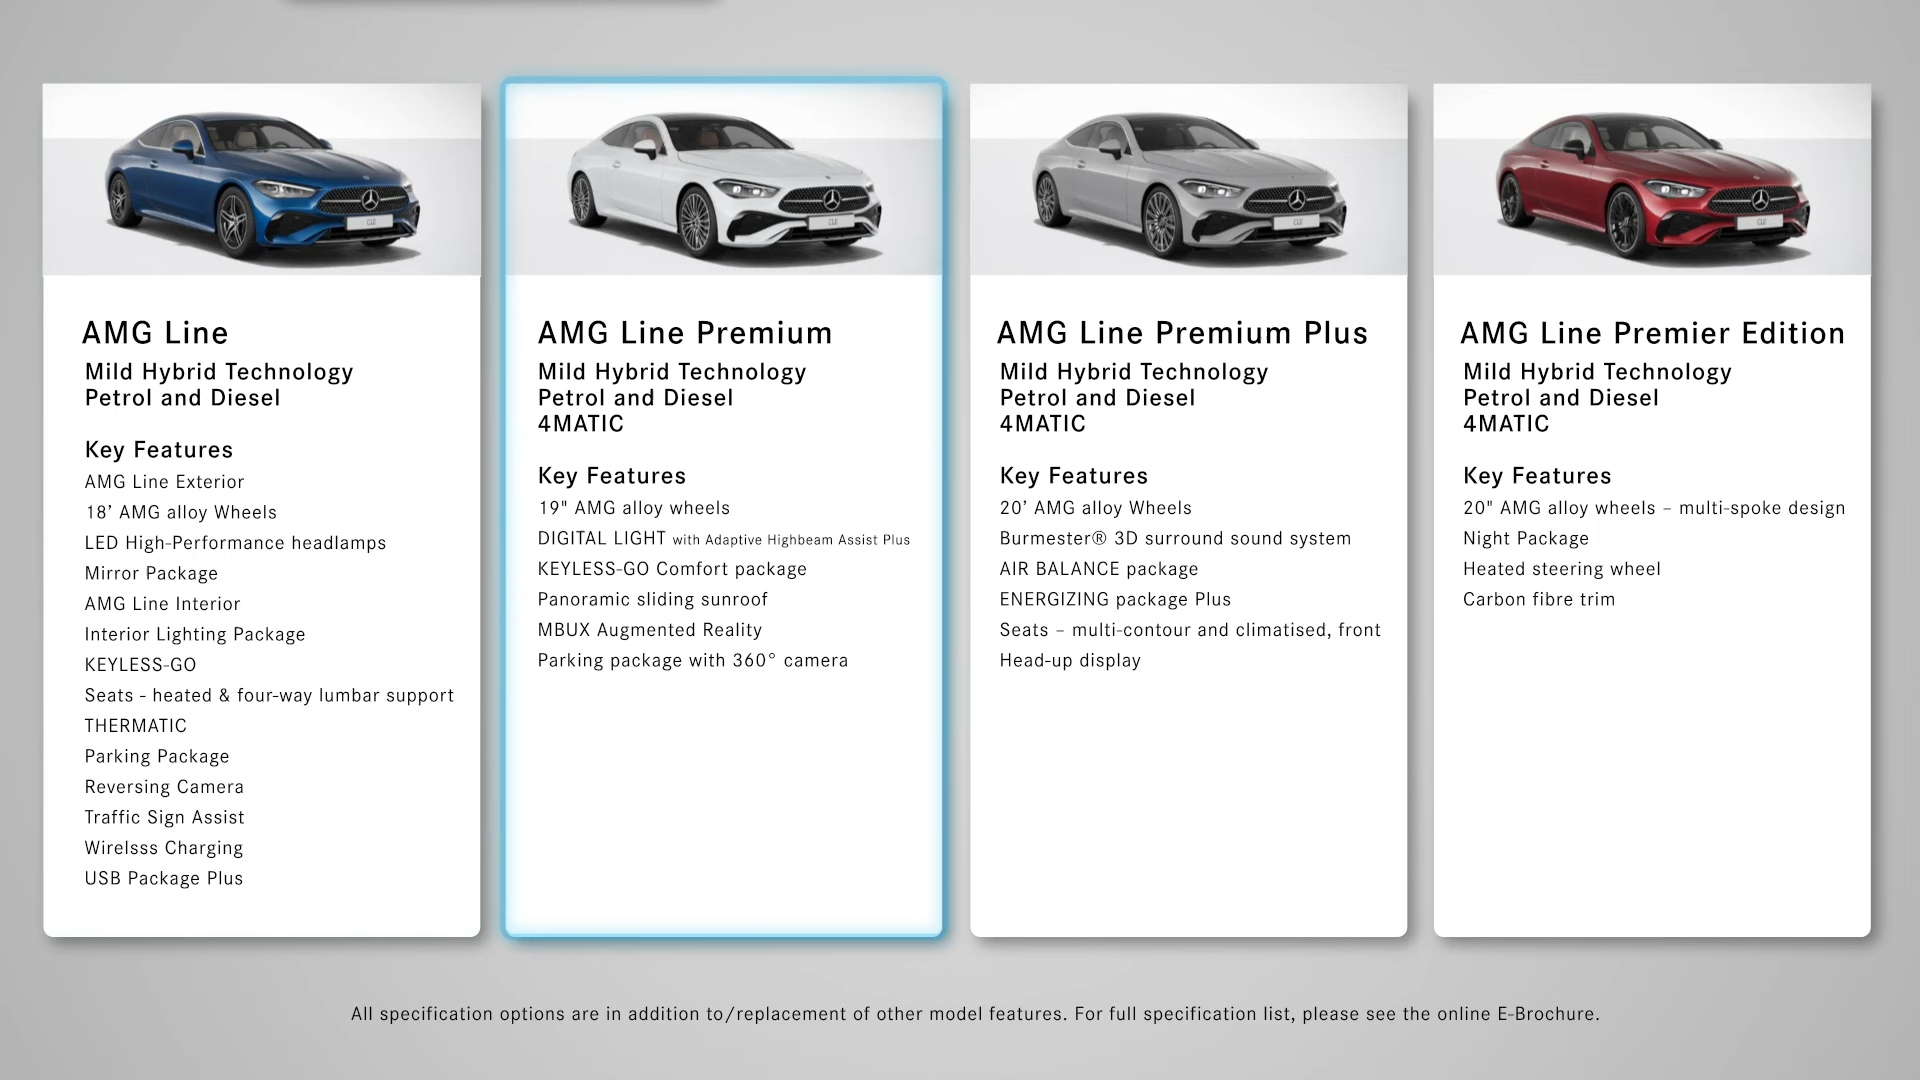 AMG Line
Mild Hybrid Technology
Petrol and Diesel
Key Features
AMG Line Exterior
18’ AMG alloy Wheels
LED High-Performance headlamps
Mirror Package
AMG Line Interior
Interior Lighting Package
KEYLESS-GO
Seats - heated & four-way lumbar support
THERMATIC
Parking Package
Reversing Camera
Traffic Sign Assist
Wirelsss Charging
USB Package Plus
AMG Line Premium
Mild Hybrid Technology
Petrol and Diesel
4MATIC
Key Features
19" AMG alloy wheels
DIGITAL LIGHT with Adaptive Highbeam Assist Plus
KEYLESS-GO Comfort package
Panoramic sliding sunroof
MBUX Augmented Reality
Parking package with 360° camera
AMG Line Premium Plus
Mild Hybrid Technology
Petrol and Diesel
4MATIC
Key Features
20’ AMG alloy Wheels
Burmester® 3D surround sound system
AIR BALANCE package
ENERGIZING package Plus
Seats – multi-contour and climatised, front
Head-up display
AMG Line Premier Edition
Mild Hybrid Technology
Petrol and Diesel
4MATIC
Key Features
20" AMG alloy wheels – multi-spoke design
Night Package
Heated steering wheel
Carbon fibre trim
All specification options are in addition to/replacement of other model features. For full specification list, please see the online E-Brochure.